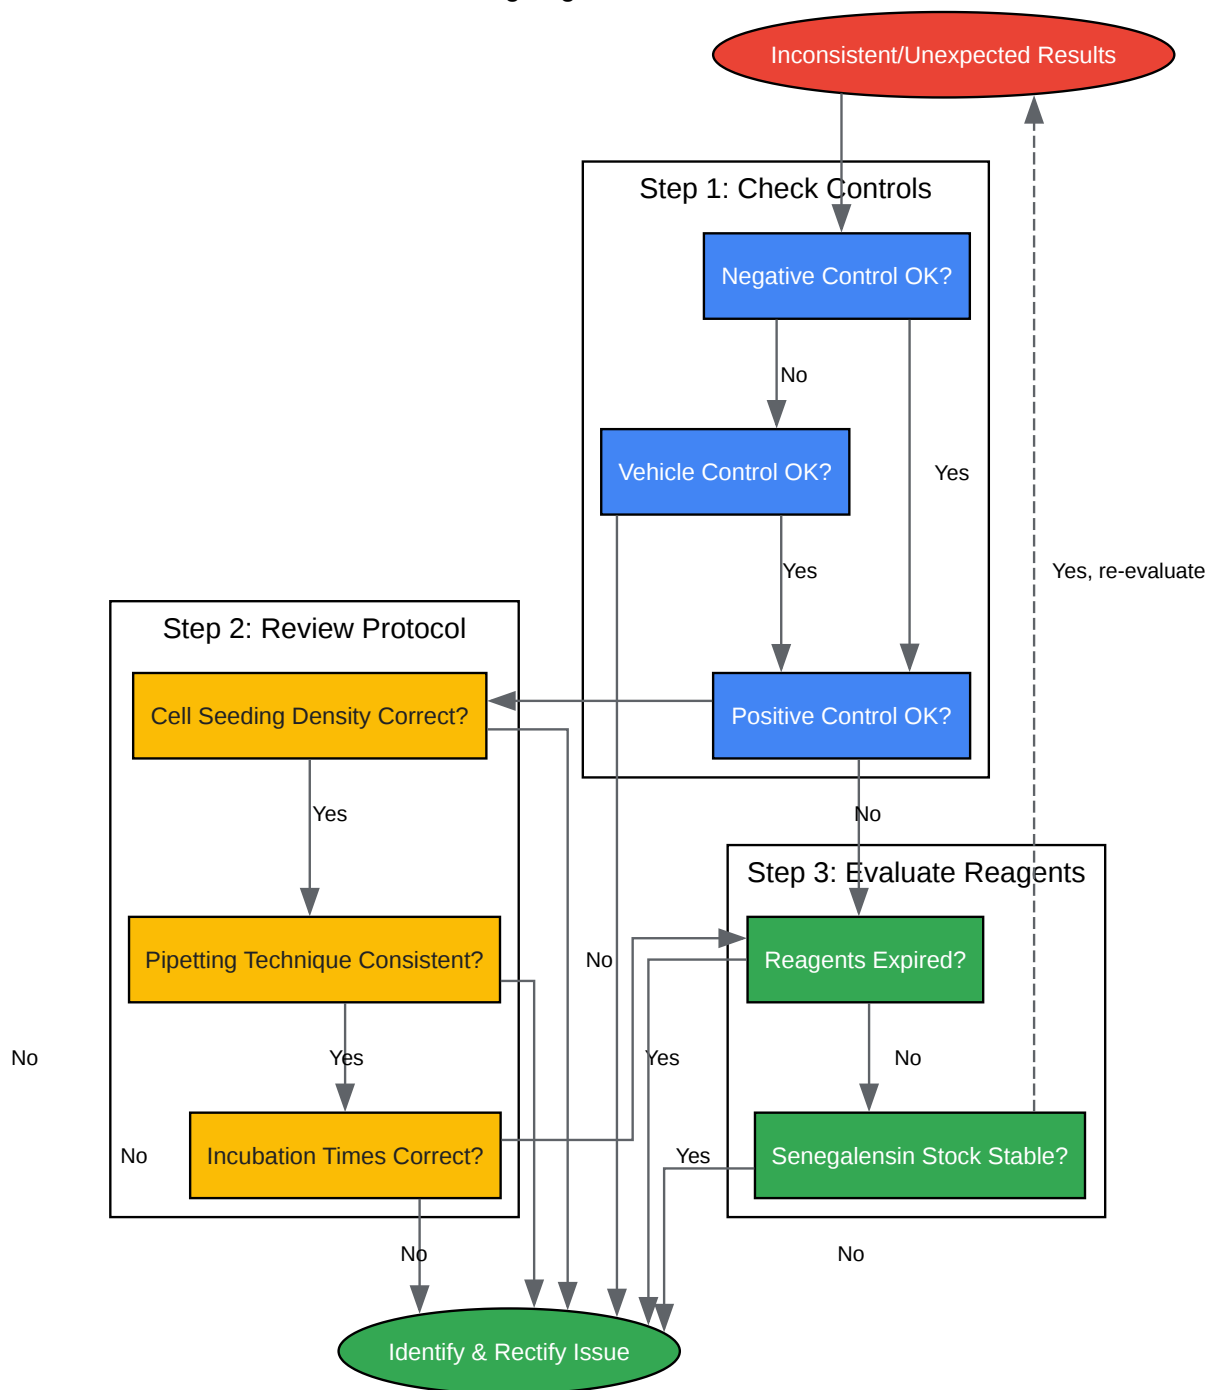 Inconsistent/Unexpected Results
Step 1: Check Controls
Negative Control OK?
No
Vehicle Control OK?
Yes
Yes
Yes, re-evaluate
Step 2: Review Protocol
Cell Seeding Density Correct?
Positive Control OK?
Yes
No
Step 3: Evaluate Reagents
Pipetting Technique Consistent?
No
Reagents Expired?
No
Yes
Yes
No
No
Incubation Times Correct?
Yes
Senegalensin Stock Stable?
No
No
Identify & Rectify Issue